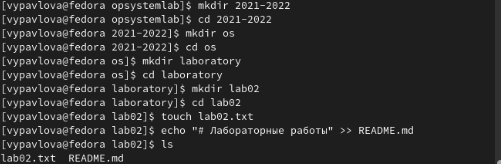 [vypavlova@fedora opsystemlab]$ mkdir 2021-2022
[vypavlova@fedora opsystemlab]$ cd 2021-2022
[vypavlova@fedora 2021-2022]$ mkdir os
[vypavlova@fedora 2021-2022]$ cd os
[vypavlova@fedora os]$ mkdir laboratory
[vypavlova@fedora os]$ cd laboratory
[vypavlova@fedora laboratory]$ mkdir lab02
[vypavlova@fedora laboratory]$ cd lab02
[vypavlova@fedora lab02]$ touch lab02.txt
[vypavlova@fedora lab02]$ echo "# Лабораторные работы" >> README.md
[vypavlova@fedora lab02]$ ls
lab02.txt  README.md